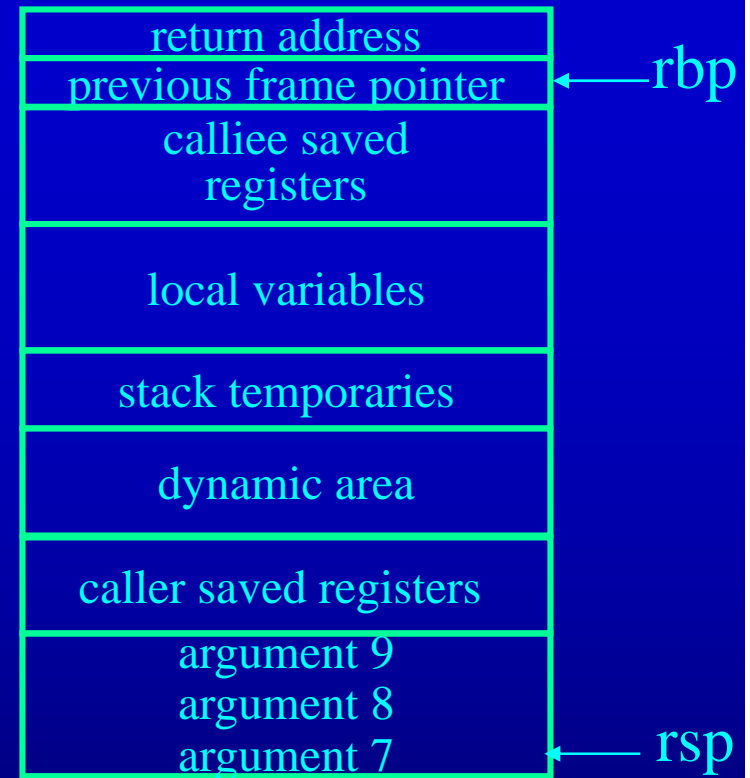 return address
previous frame pointer
rbp
calliee saved
registers
local variables
stack temporaries
dynamic area
caller saved registers
argument 9
argument 8
argument 7
rsp